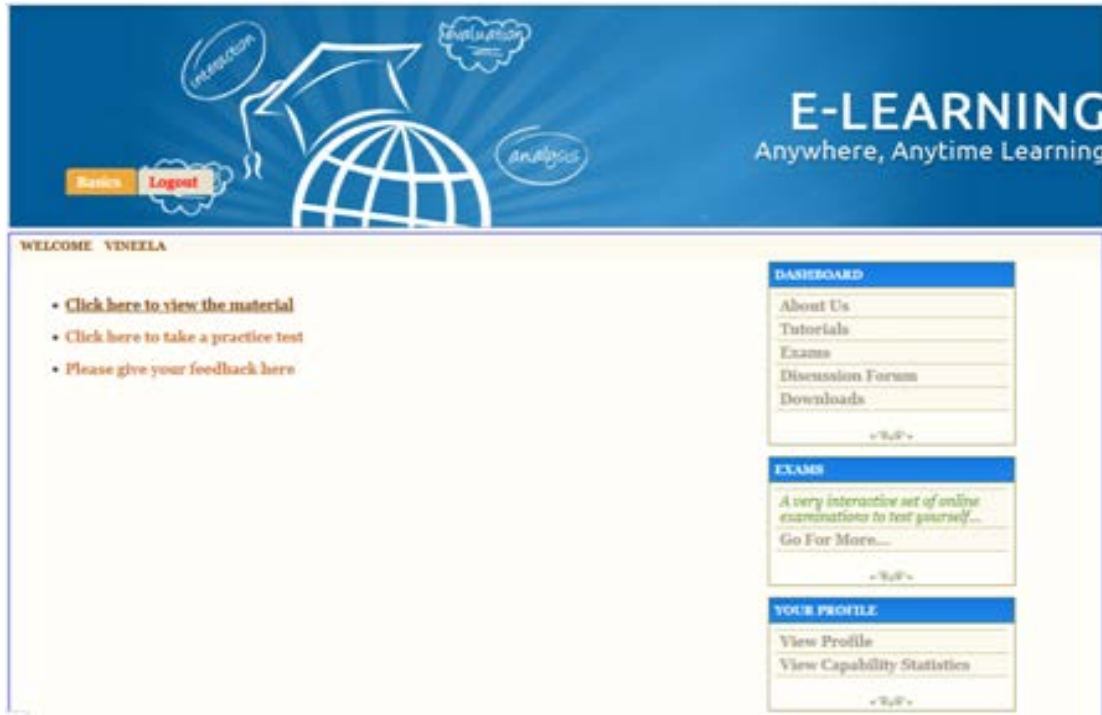 interaction
evaluation
analysis
E-LEARNING
Anywhere, Anytime Learning
Basics
Logout
WELCOME VINEELA
• Click here to view the material
• Click here to take a practice test
• Please give your feedback here
DASHBOARD
About Us
Tutorials
Exams
Discussion Forum
Downloads
EXAMS
A very interactive set of online
examinations to test yourself...
Go For More....
YOUR PROFILE
View Profile
View Capability Statistics